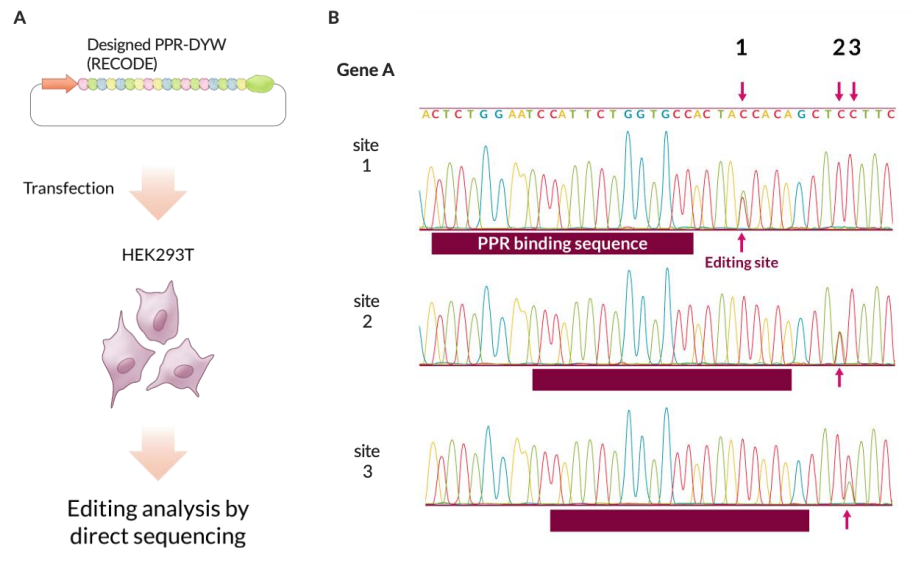 A
Designed PPR-DYW
(RECODE)
Transfection
HEK293T
Editing analysis by
direct sequencing
B
1 2 3
Gene A
ACTCTGGAATCCATTCTGGTGCCACTACCACAGCTCCTTC
site
1
PPR binding sequence
Editing site
site
2
site
3